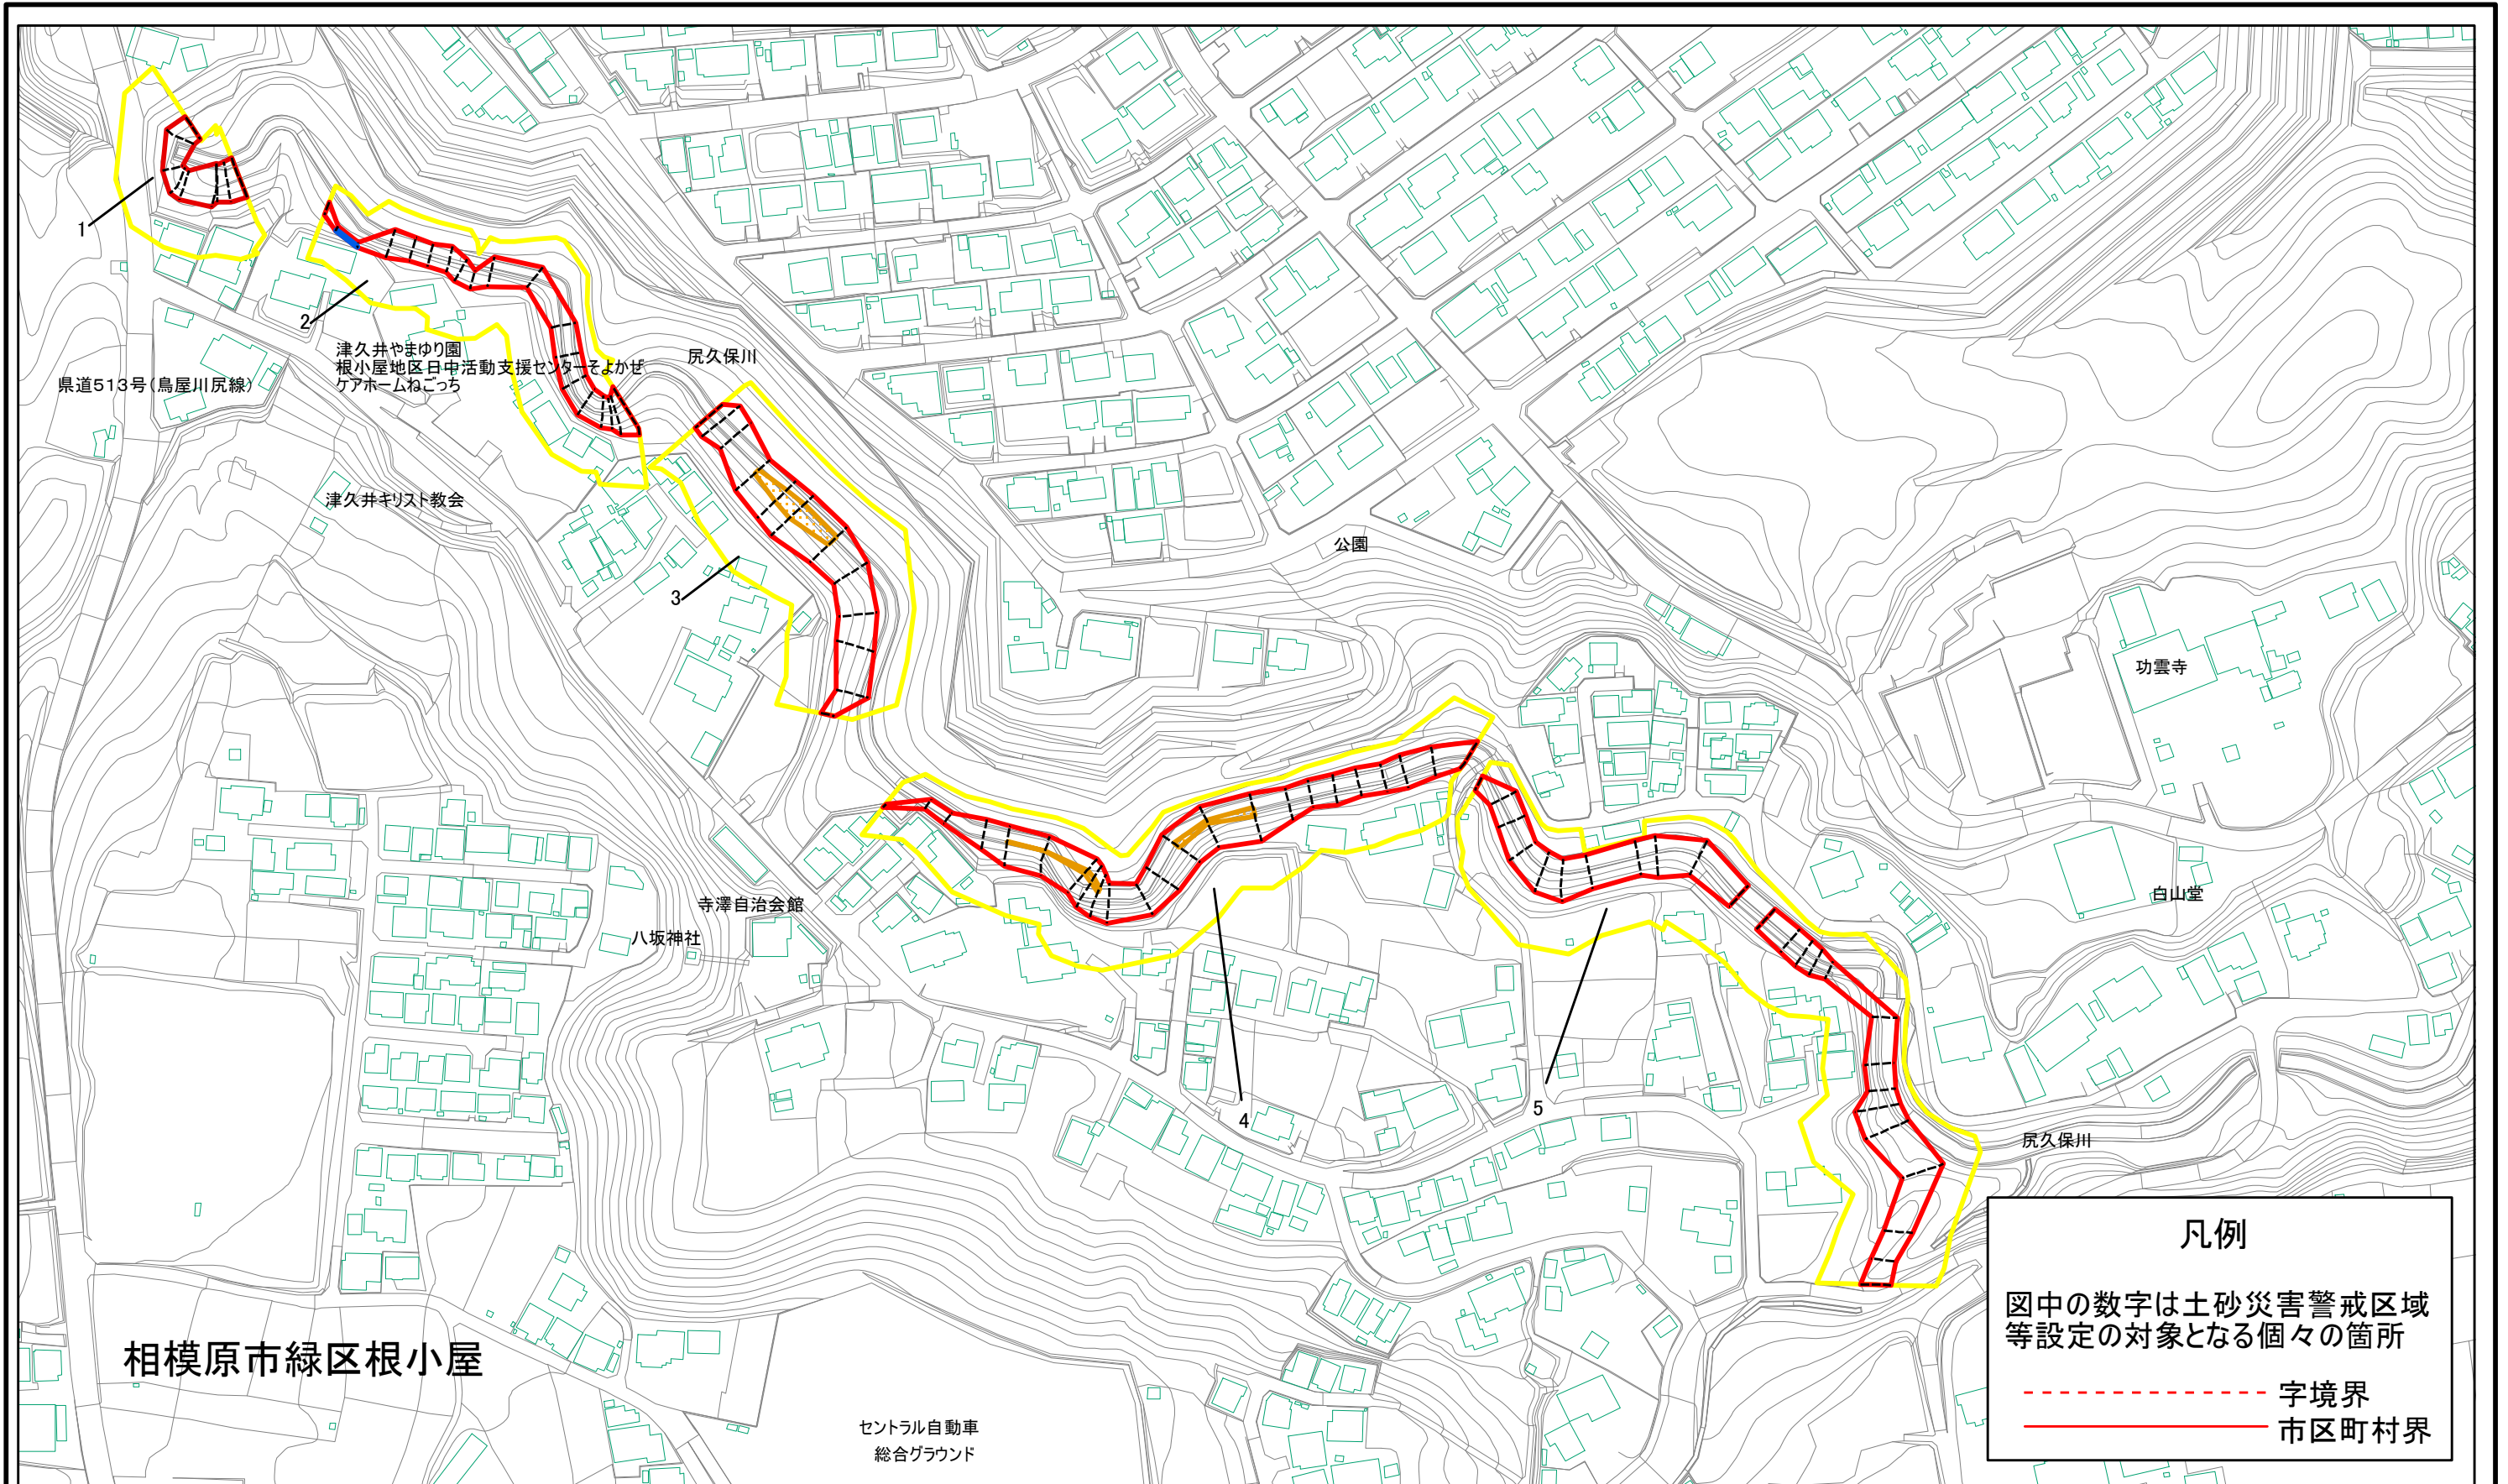 1
2
津久井やまゆり園
根小屋地区日中活動支援センターそよかぜ
ケアホームねごっち
尻久保川
県道513号(鳥屋川尻線)
津久井キリスト教会
公園
3
功雲寺
白山堂
寺澤自治会館
八坂神社
4
5
尻久保川
相模原市緑区根小屋
セントラル自動車
総合グラウンド
凡例
図中の数字は土砂災害警戒区域
等設定の対象となる個々の箇所
字境界
市区町村界